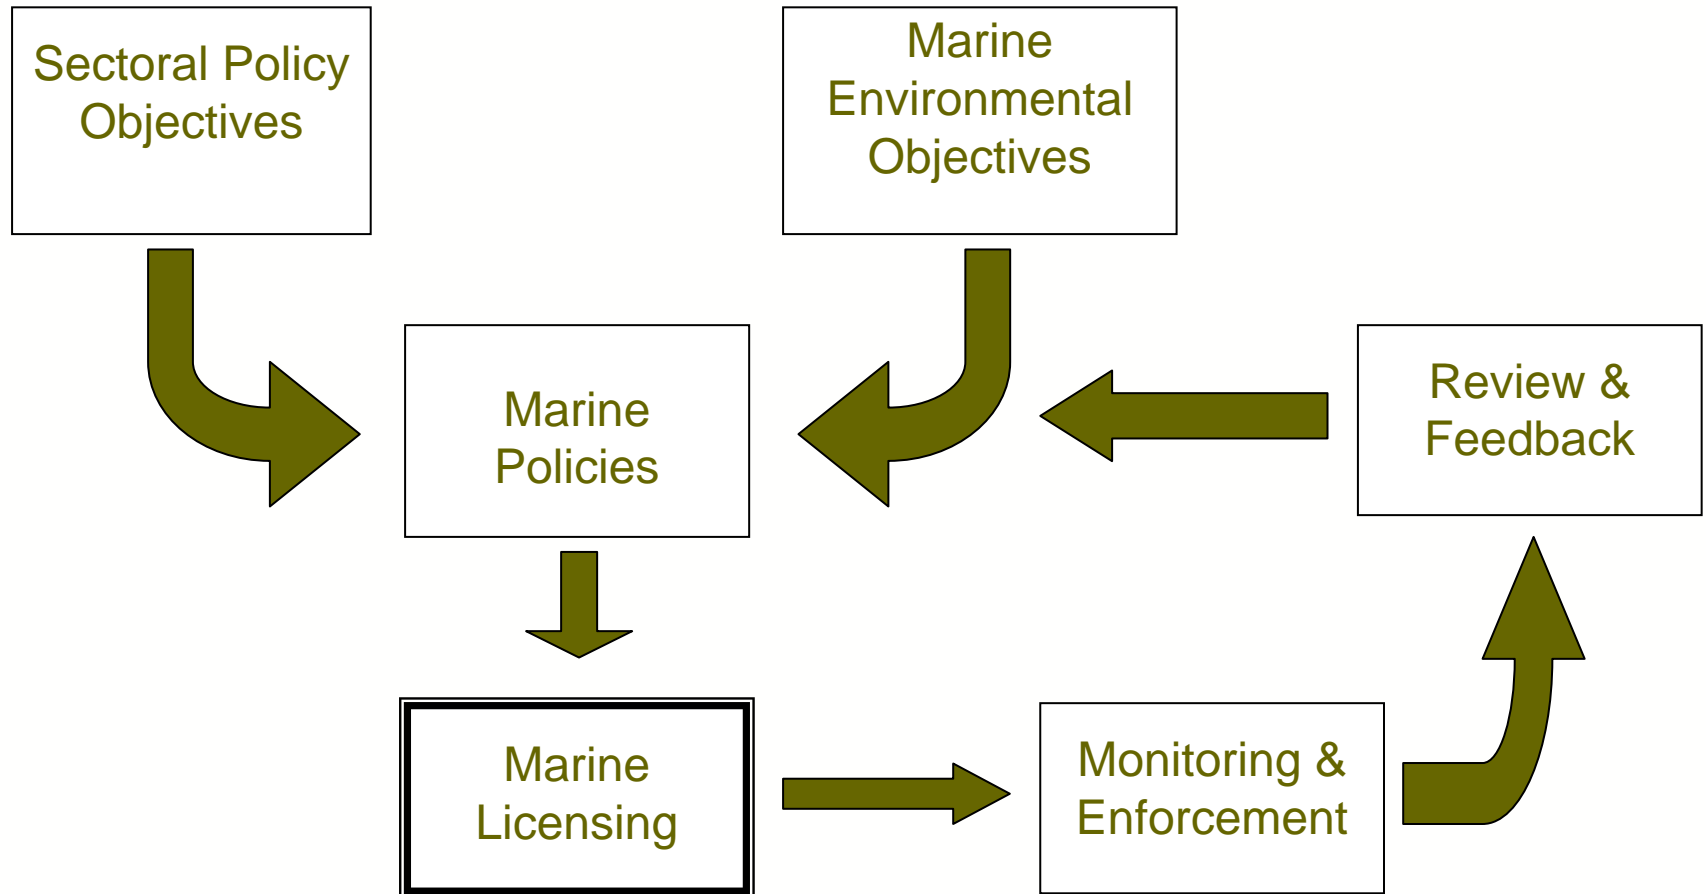 Sectoral Policy
Objectives
Marine
Environmental
Objectives
Marine
Policies
Review &
Feedback
Marine
Licensing
Monitoring &
Enforcement